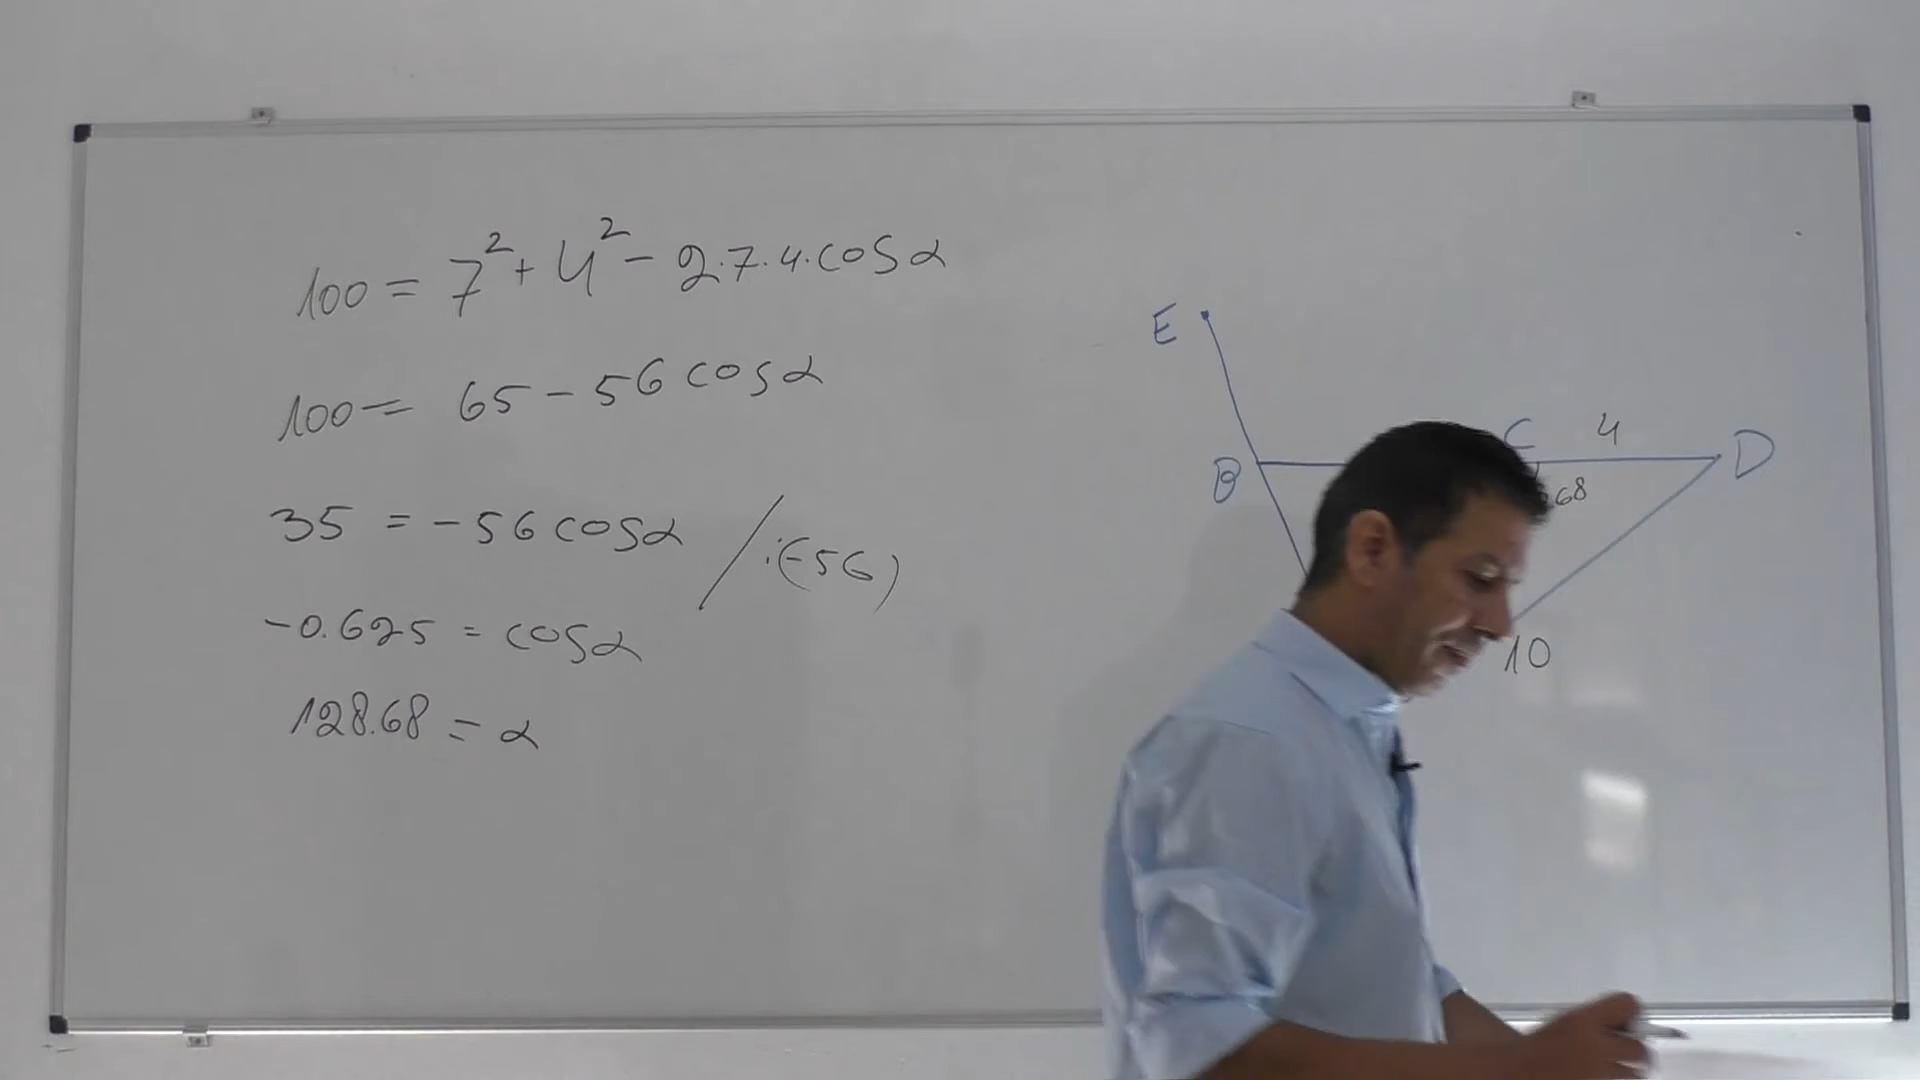 100 = 7² + 4² - 2·7·4·cosα
100 = 65 - 56 cosα
35 = -56 cosα /:(-56)
-0.625 = cosα
128.68 = α
E
C 4
B D
68
10